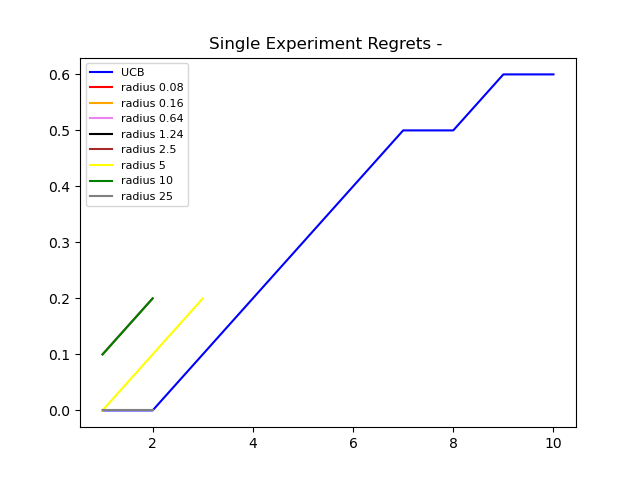 Single Experiment Regrets -
0.6
0.5
0.4
0.3
0.2
0.1
0.0
UCB
radius 0.08
radius 0.16
radius 0.64
radius 1.24
radius 2.5
radius 5
radius 10
radius 25
2 4 6 8 10